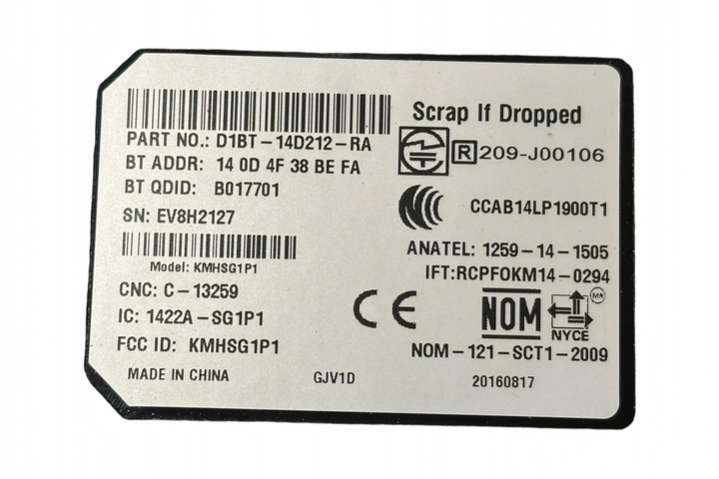 Scrap If Dropped
PART NO.: D1BT-14D212-RA
R 209-J00106
BT ADDR: 14 0D 4F 38 BE FA
BT QDID: B017701
CCAB14LP1900T1
SN: EV8H2127
ANATEL: 1259-14-1505
Model: KMHSG1P1
IFT:RCPFOKM14-0294
CNC: C-13259
CE
NOM
MR
NYCE
IC: 1422A-SG1P1
FCC ID: KMHSG1P1
NOM-121-SCT1-2009
MADE IN CHINA
GJV1D
20160817